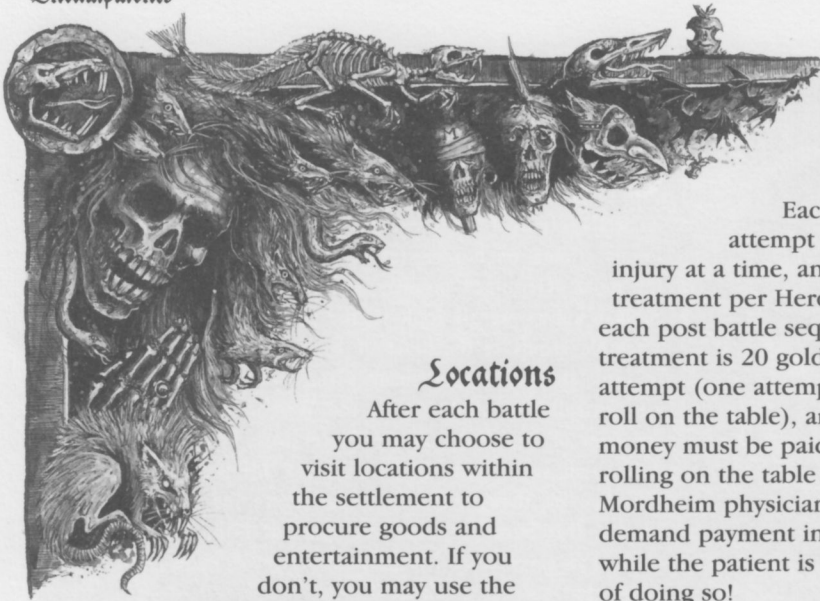 Locations
After each battle
you may choose to
visit locations within
the settlement to
procure goods and
entertainment. If you
don't, you may use the
Eac
attempt
injury at a time, an
treatment per Here
each post battle seq
treatment is 20 gold
attempt (one attemp
roll on the table), a
money must be paid
rolling on the table
Mordheim physician
demand payment in
while the patient is
of doing so!
M